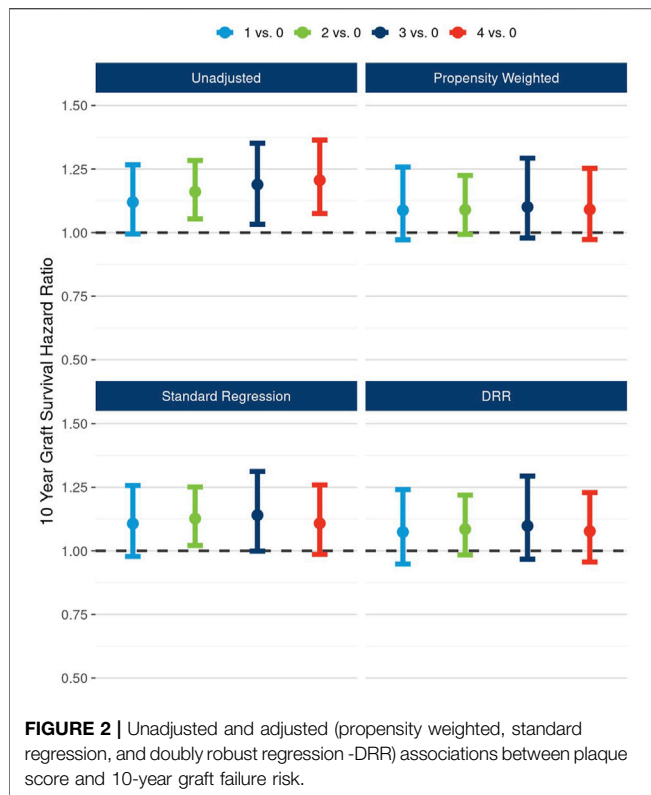 1 vs. 0 2 vs. 0 3 vs. 0 4 vs. 0
Unadjusted
Propensity Weighted
10 Year Graft Survival Hazard Ratio
1.50
1.25
1.00
0.75
0.50
Standard Regression
DRR
1.50
1.25
1.00
0.75
0.50
FIGURE 2 | Unadjusted and adjusted (propensity weighted, standard
regression, and doubly robust regression -DRR) associations between plaque
score and 10-year graft failure risk.